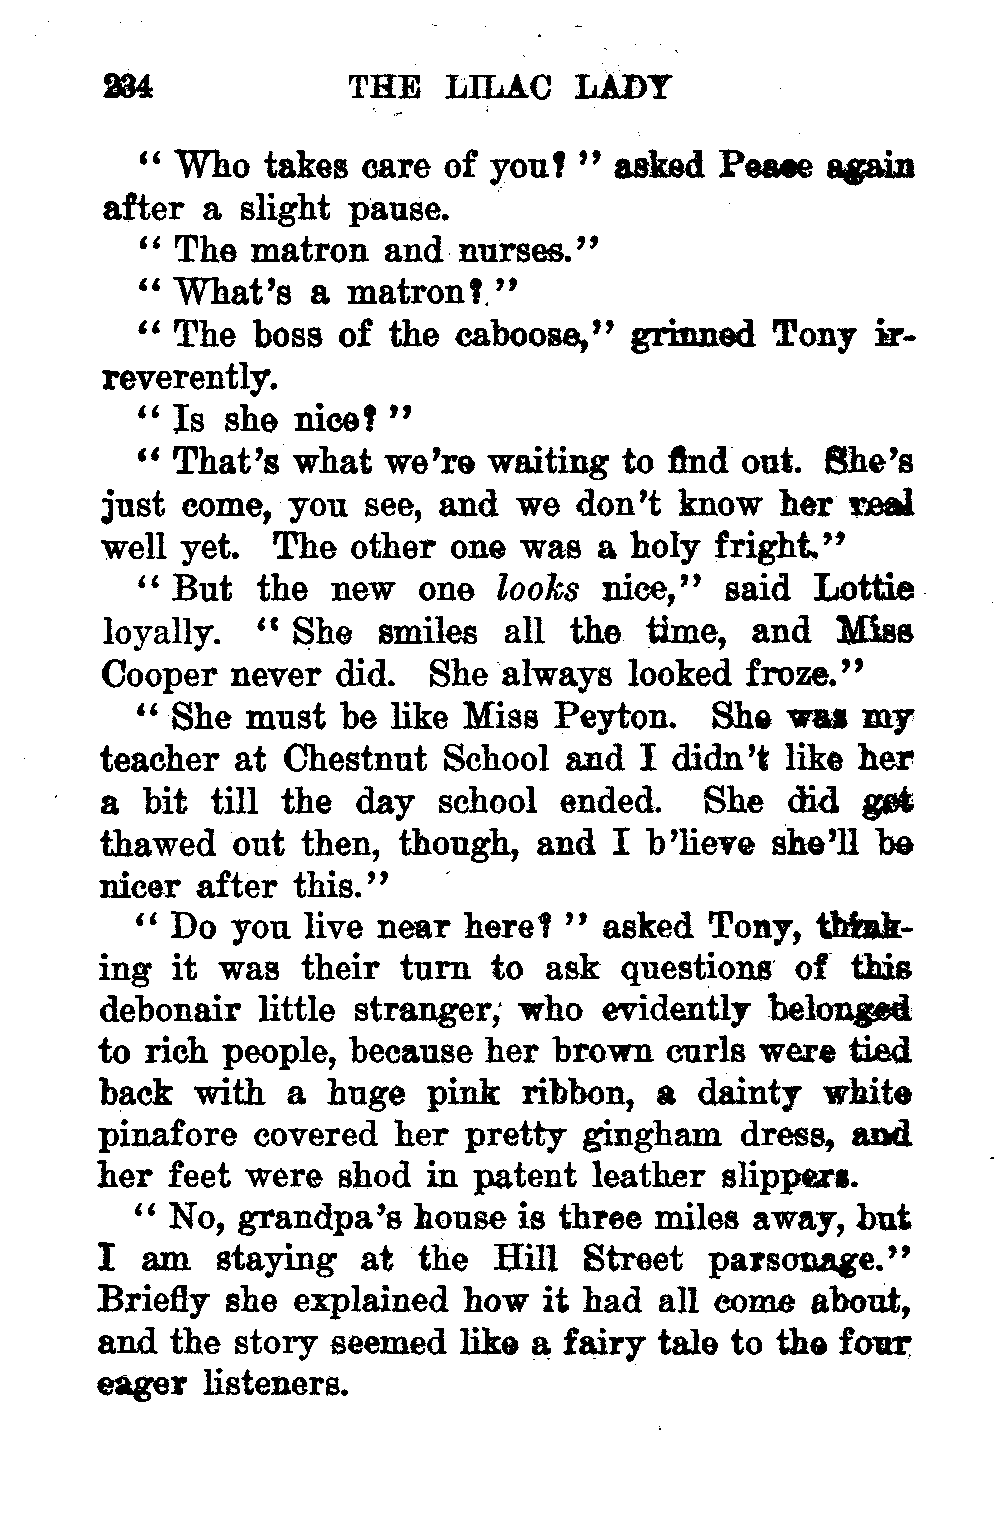 234 THE LILAC LADY
“ Who takes care of you? ” asked Peace again
after a slight pause.
“ The matron and nurses.”
“ What’s a matron? ”
“ The boss of the caboose,” grinned Tony ir-
reverently.
“ Is she nice? ”
“ That’s what we’re waiting to find out. She’s
just come, you see, and we don’t know her real
well yet. The other one was a holy fright.”
“ But the new one looks nice,” said Lottie
loyally. “ She smiles all the time, and Miss
Cooper never did. She always looked froze.”
“ She must be like Miss Peyton. She was my
teacher at Chestnut School and I didn’t like her
a bit till the day school ended. She did get
thawed out then, though, and I b’lieve she’ll be
nicer after this.”
“ Do you live near here? ” asked Tony, think-
ing it was their turn to ask questions of this
debonair little stranger, who evidently belonged
to rich people, because her brown curls were tied
back with a huge pink ribbon, a dainty white
pinafore covered her pretty gingham dress, and
her feet were shod in patent leather slippers.
“ No, grandpa’s house is three miles away, but
I am staying at the Hill Street parsonage.”
Briefly she explained how it had all come about,
and the story seemed like a fairy tale to the four
eager listeners.